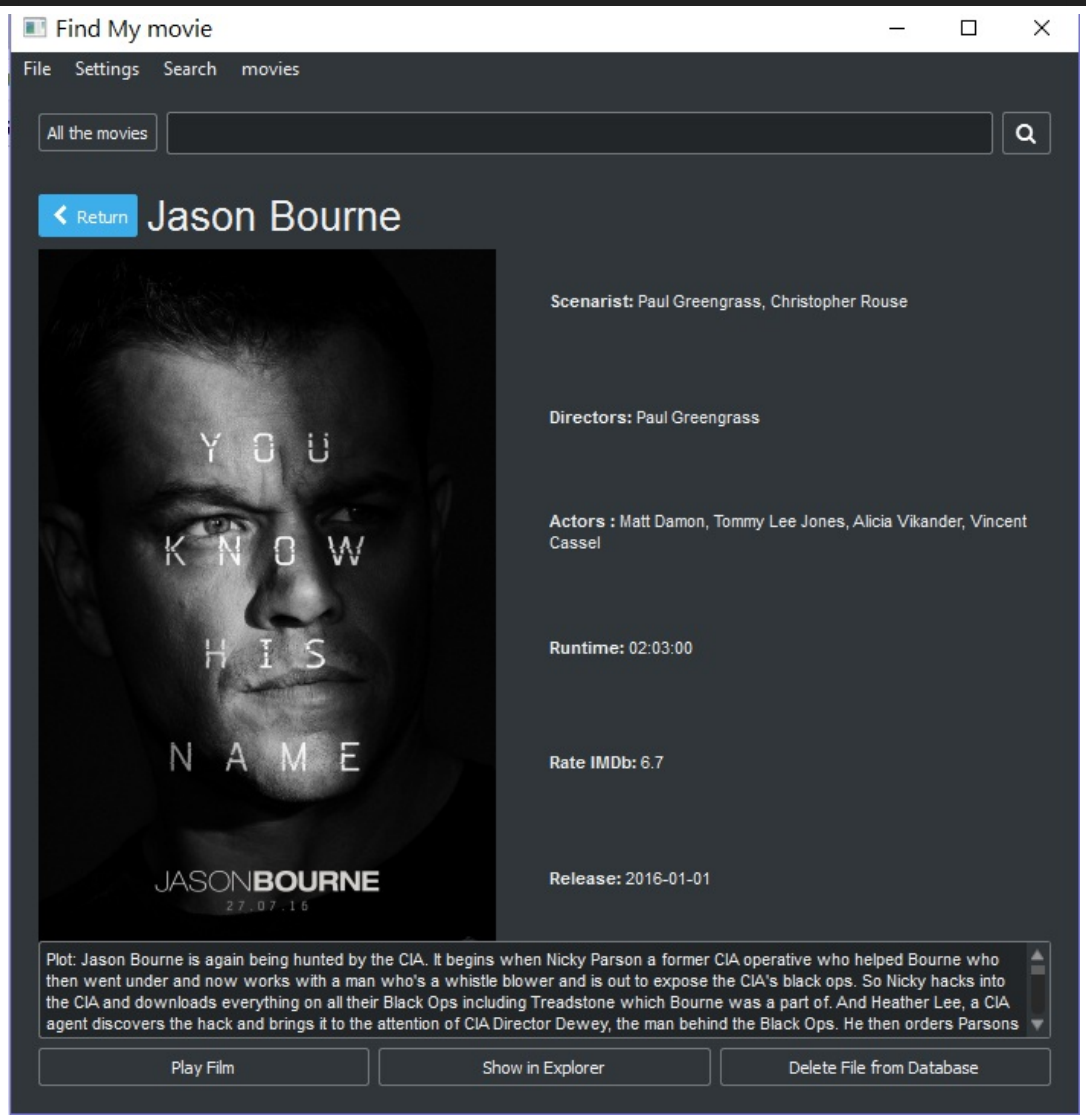 Find My movie
File Settings Search movies
All the movies
Return
Jason Bourne
YOU
KNOW
HIS
NAME
JASONBOURNE
27.07.16
Scenarist: Paul Greengrass, Christopher Rouse
Directors: Paul Greengrass
Actors : Matt Damon, Tommy Lee Jones, Alicia Vikander, Vincent
Cassel
Runtime: 02:03:00
Rate IMDb: 6.7
Release: 2016-01-01
Plot: Jason Bourne is again being hunted by the CIA. It begins when Nicky Parson a former CIA operative who helped Bourne who
then went under and now works with a man who's a whistle blower and is out to expose the CIA's black ops. So Nicky hacks into
the CIA and downloads everything on all their Black Ops including Treadstone which Bourne was a part of. And Heather Lee, a CIA
agent discovers the hack and brings it to the attention of CIA Director Dewey, the man behind the Black Ops. He then orders Parsons
Play Film
Show in Explorer
Delete File from Database